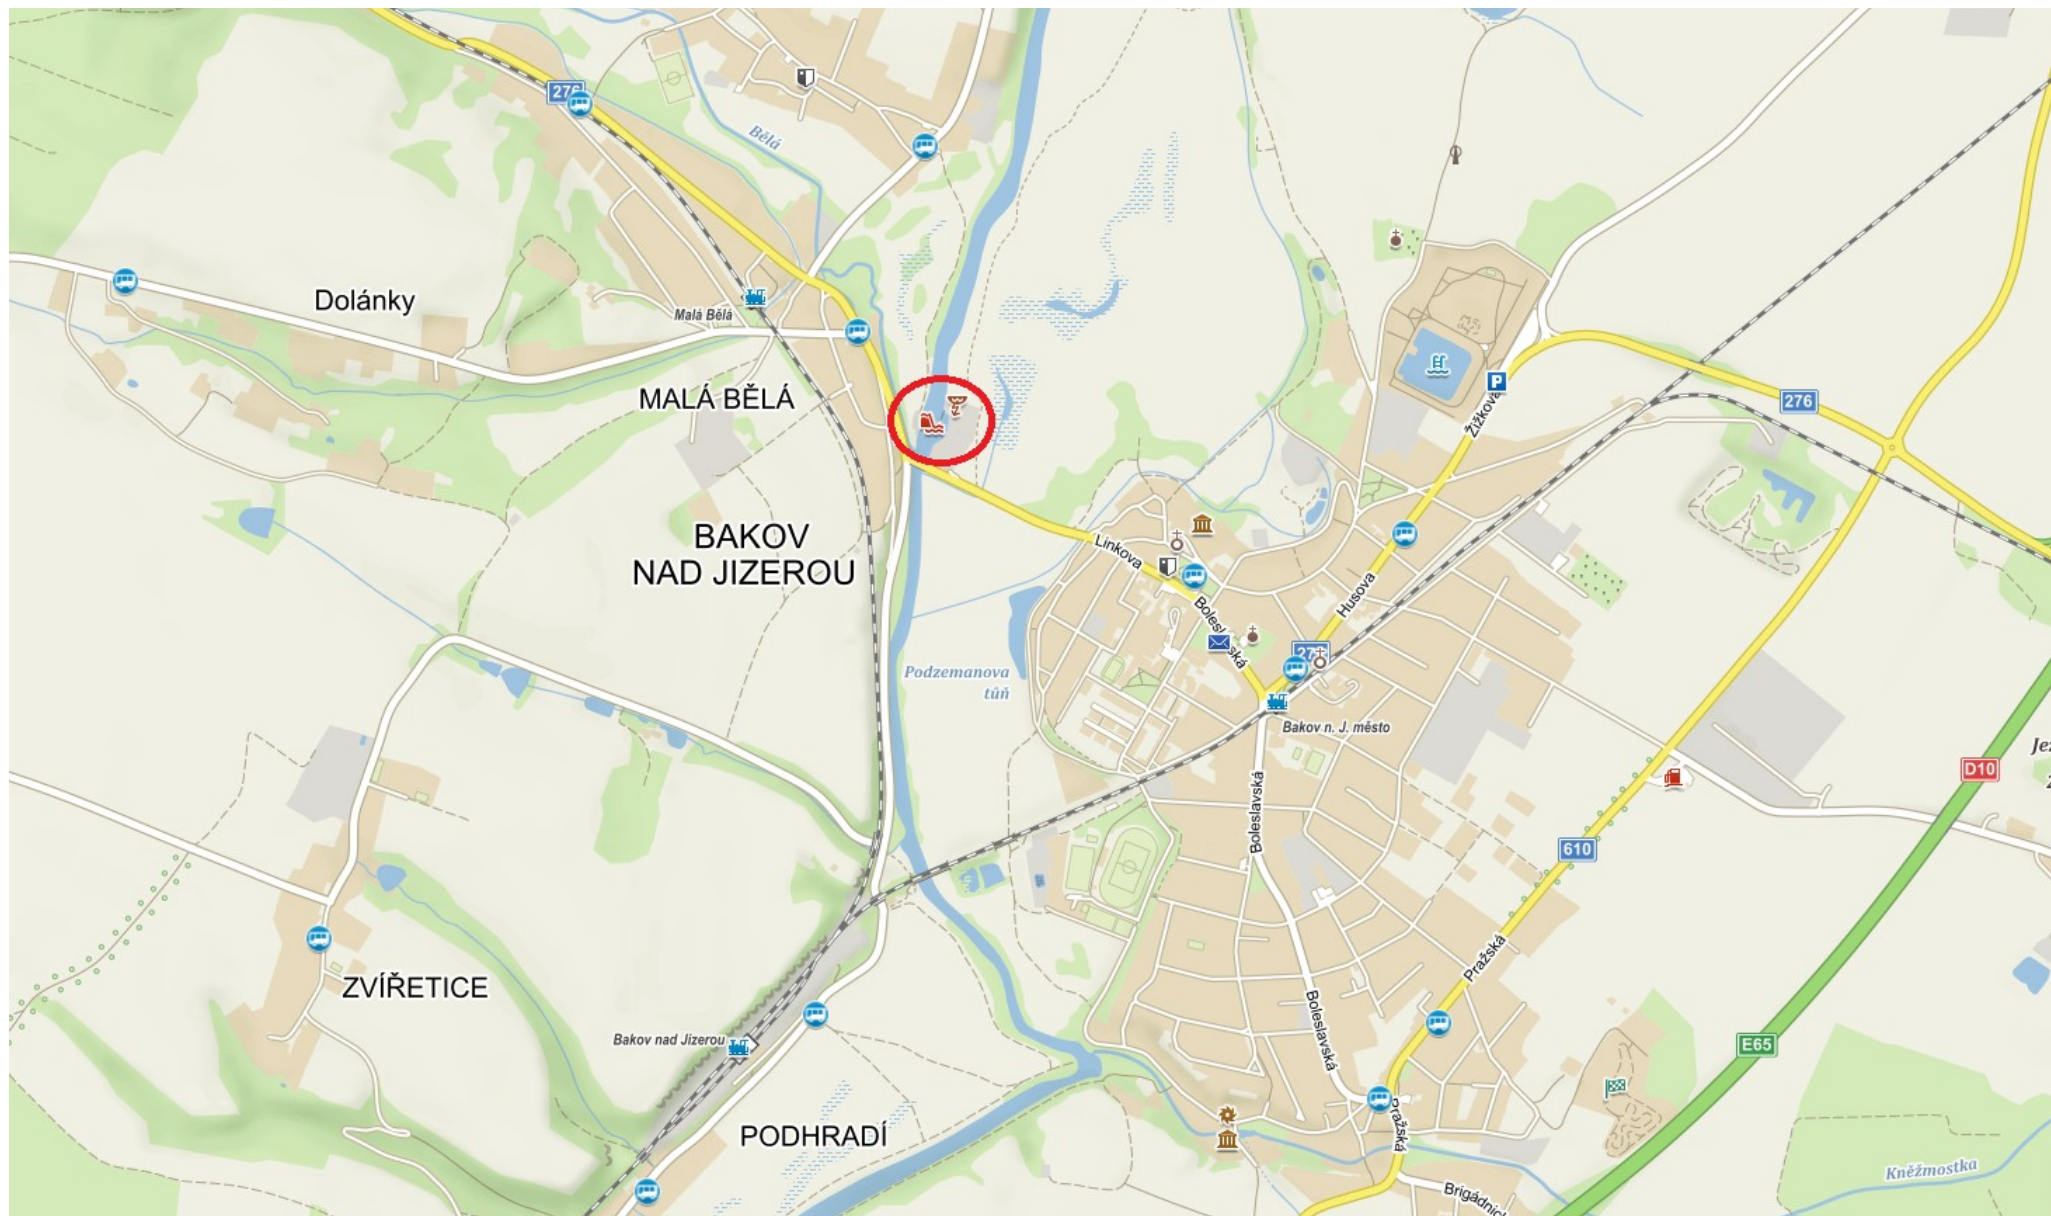 276
Bělá
Dolánky
Malá Bělá
MALÁ BĚLÁ
P
Žižkova
276
BAKOV
NAD JIZEROU
Linkova
Husova
Boleslavská
27
Podzemanova
tůň
Bakov n. J. město
D10
Boleslavská
610
Pražská
ZVÍŘETICE
Boleslavská
Bakov nad Jizerou
E65
PODHRADÍ
Pražská
Kněžmostka